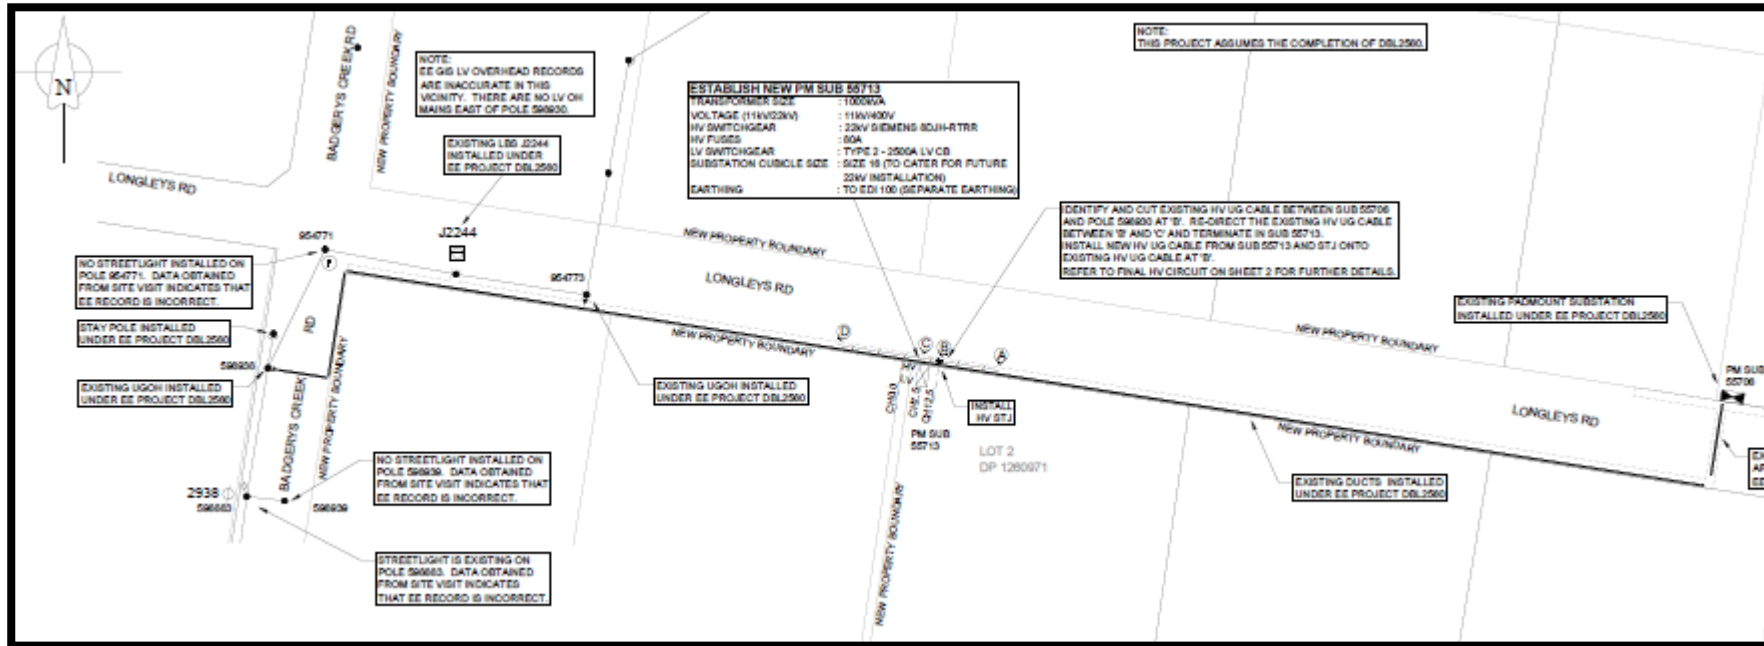 NOTE:
THIS PROJECT ASSUMES THE COMPLETION OF DBL2560.
N
BADGERYS CREEK RD
NEW PROPERTY BOUNDARY
NOTE:
EE GIS LV OVERHEAD RECORDS
ARE INACCURATE IN THIS
VICINITY. THERE ARE NO LV OH
MAINS EAST OF POLE 596930.
ESTABLISH NEW PM SUB 55713
TRANSFORMER SIZE : 1000kVA
VOLTAGE (11kV/22kV) : 11kV/400V
HV SWITCHGEAR : 22kV SIEMENS 8DJH-RTRR
HV FUSES : 80A
LV SWITCHGEAR : TYPE 2 - 2500A LV CB
SUBSTATION CUBICLE SIZE : SIZE 16 (TO CATER FOR FUTURE
22kV INSTALLATION)
EARTHING : TO EDI 100 (SEPARATE EARTHING)
EXISTING LBS J2244
INSTALLED UNDER
EE PROJECT DBL2560
LONGLEYS RD
IDENTIFY AND CUT EXISTING HV UG CABLE BETWEEN SUB 55706
AND POLE 596930 AT 'B'. RE-DIRECT THE EXISTING HV UG CABLE
BETWEEN 'B' AND 'C' AND TERMINATE IN SUB 55713.
INSTALL NEW HV UG CABLE FROM SUB 55713 AND STJ ONTO
EXISTING HV UG CABLE AT 'B'.
REFER TO FINAL HV CIRCUIT ON SHEET 2 FOR FURTHER DETAILS.
954771
J2244
NEW PROPERTY BOUNDARY
NO STREETLIGHT INSTALLED ON
POLE 954771. DATA OBTAINED
FROM SITE VISIT INDICATES THAT
EE RECORD IS INCORRECT.
954773
LONGLEYS RD
EXISTING PADMOUNT SUBSTATION
INSTALLED UNDER EE PROJECT DBL2560
STAY POLE INSTALLED
UNDER EE PROJECT DBL2560
RD
NEW PROPERTY BOUNDARY
D
C
B
A
NEW PROPERTY BOUNDARY
596930
HV
LV
PM SUB
55706
EXISTING UGOH INSTALLED
UNDER EE PROJECT DBL2560
EXISTING UGOH INSTALLED
UNDER EE PROJECT DBL2560
INSTALL
HV STJ
LONGLEYS RD
BADGERYS CREEK
NEW PROPERTY BOUNDARY
PM SUB
55713
NEW PROPERTY BOUNDARY
LOT 2
DP 1260971
NO STREETLIGHT INSTALLED ON
POLE 596939. DATA OBTAINED
FROM SITE VISIT INDICATES THAT
EE RECORD IS INCORRECT.
EXISTING DUCTS INSTALLED
UNDER EE PROJECT DBL2560
2938
596883
596939
NEW PROPERTY BOUNDARY
STREETLIGHT IS EXISTING ON
POLE 596883. DATA OBTAINED
FROM SITE VISIT INDICATES
THAT EE RECORD IS INCORRECT.